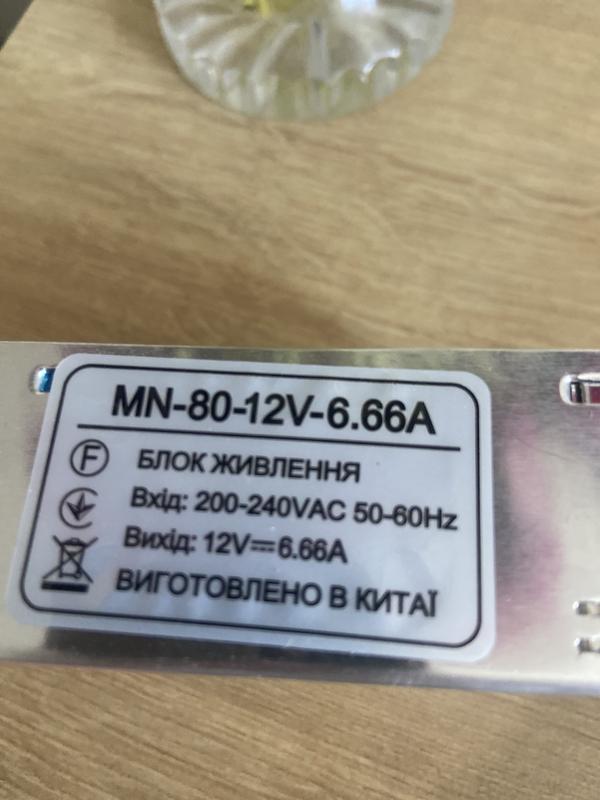 MN-80-12V-6.66A
F
БЛОК ЖИВЛЕННЯ
Вхід: 200-240VAC 50-60Hz
Вихід: 12V⎓6.66A
ВИГОТОВЛЕНО В КИТАЇ